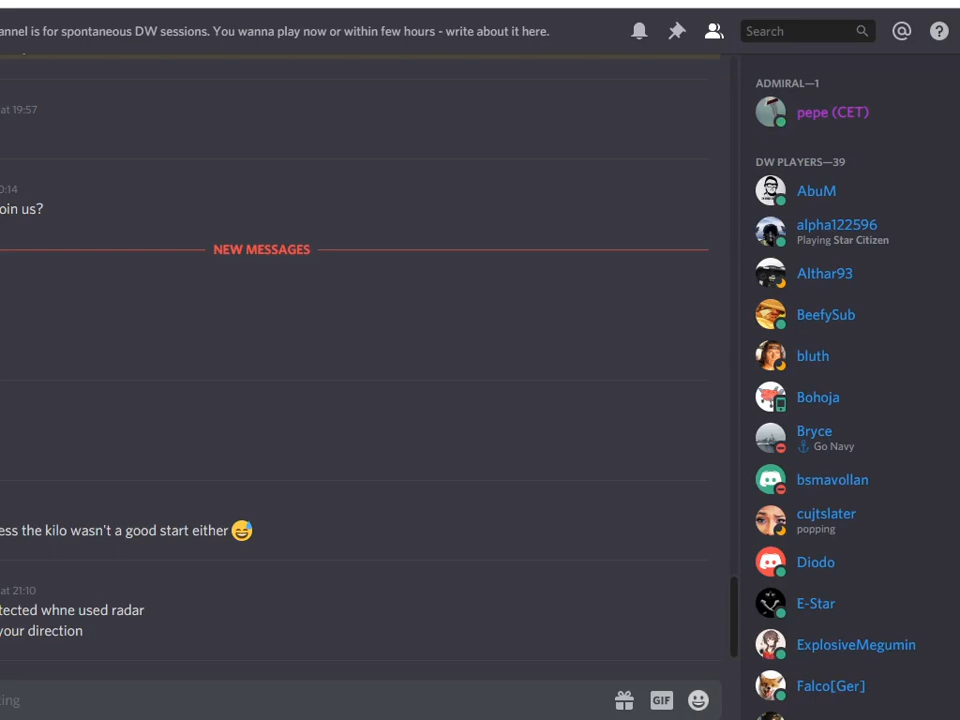 annel is for spontaneous DW sessions. You wanna play now or within few hours - write about it here.
Search
at 19:57
0:14
oin us?
NEW MESSAGES
ess the kilo wasn't a good start either
at 21:10
tected whne used radar
your direction
king
GIF
ADMIRAL—1
pepe (CET)
DW PLAYERS—39
AbuM
alpha122596
Playing Star Citizen
Althar93
BeefySub
bluth
Bohoja
Bryce
Go Navy
bsmavollan
cujtslater
popping
Diodo
E-Star
ExplosiveMegumin
Falco[Ger]